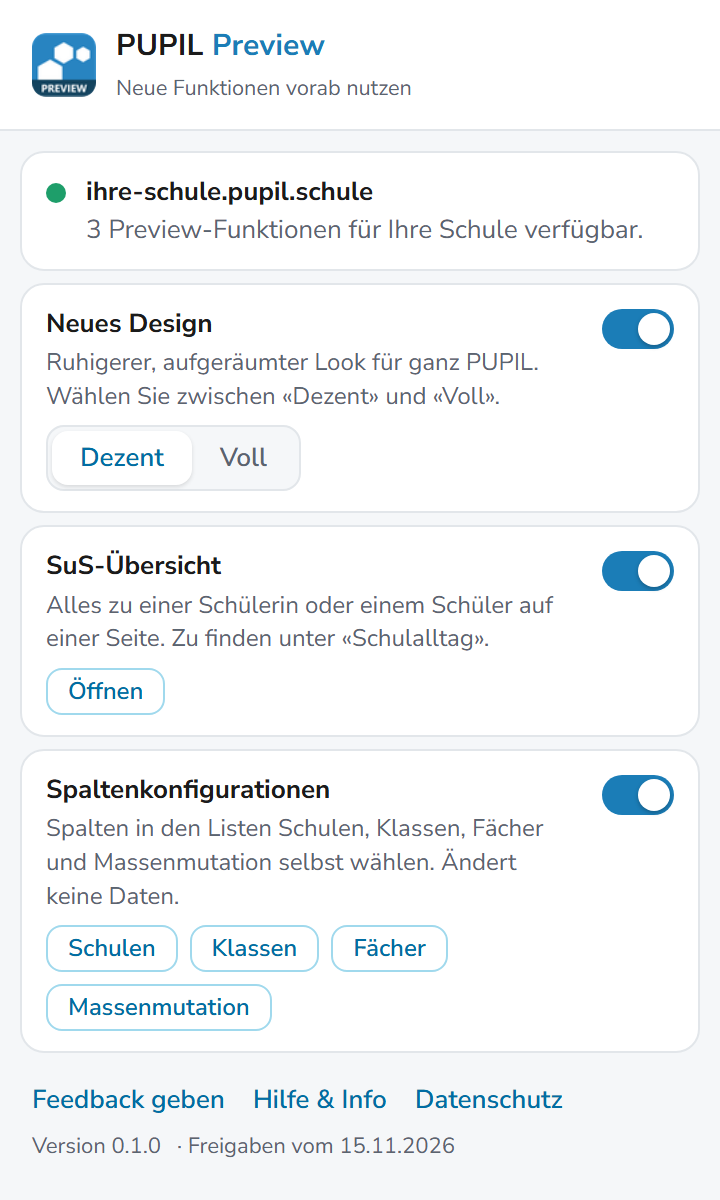 PREVIEW
PUPIL Preview
Neue Funktionen vorab nutzen
ihre-schule.pupil.schule
3 Preview-Funktionen für Ihre Schule verfügbar.
Neues Design
Ruhigerer, aufgeräumter Look für ganz PUPIL.
Wählen Sie zwischen «Dezent» und «Voll».
Dezent Voll
SuS-Übersicht
Alles zu einer Schülerin oder einem Schüler auf
einer Seite. Zu finden unter «Schulalltag».
Öffnen
Spaltenkonfigurationen
Spalten in den Listen Schulen, Klassen, Fächer
und Massenmutation selbst wählen. Ändert
keine Daten.
Schulen Klassen Fächer
Massenmutation
Feedback geben Hilfe & Info Datenschutz
Version 0.1.0 · Freigaben vom 15.11.2026